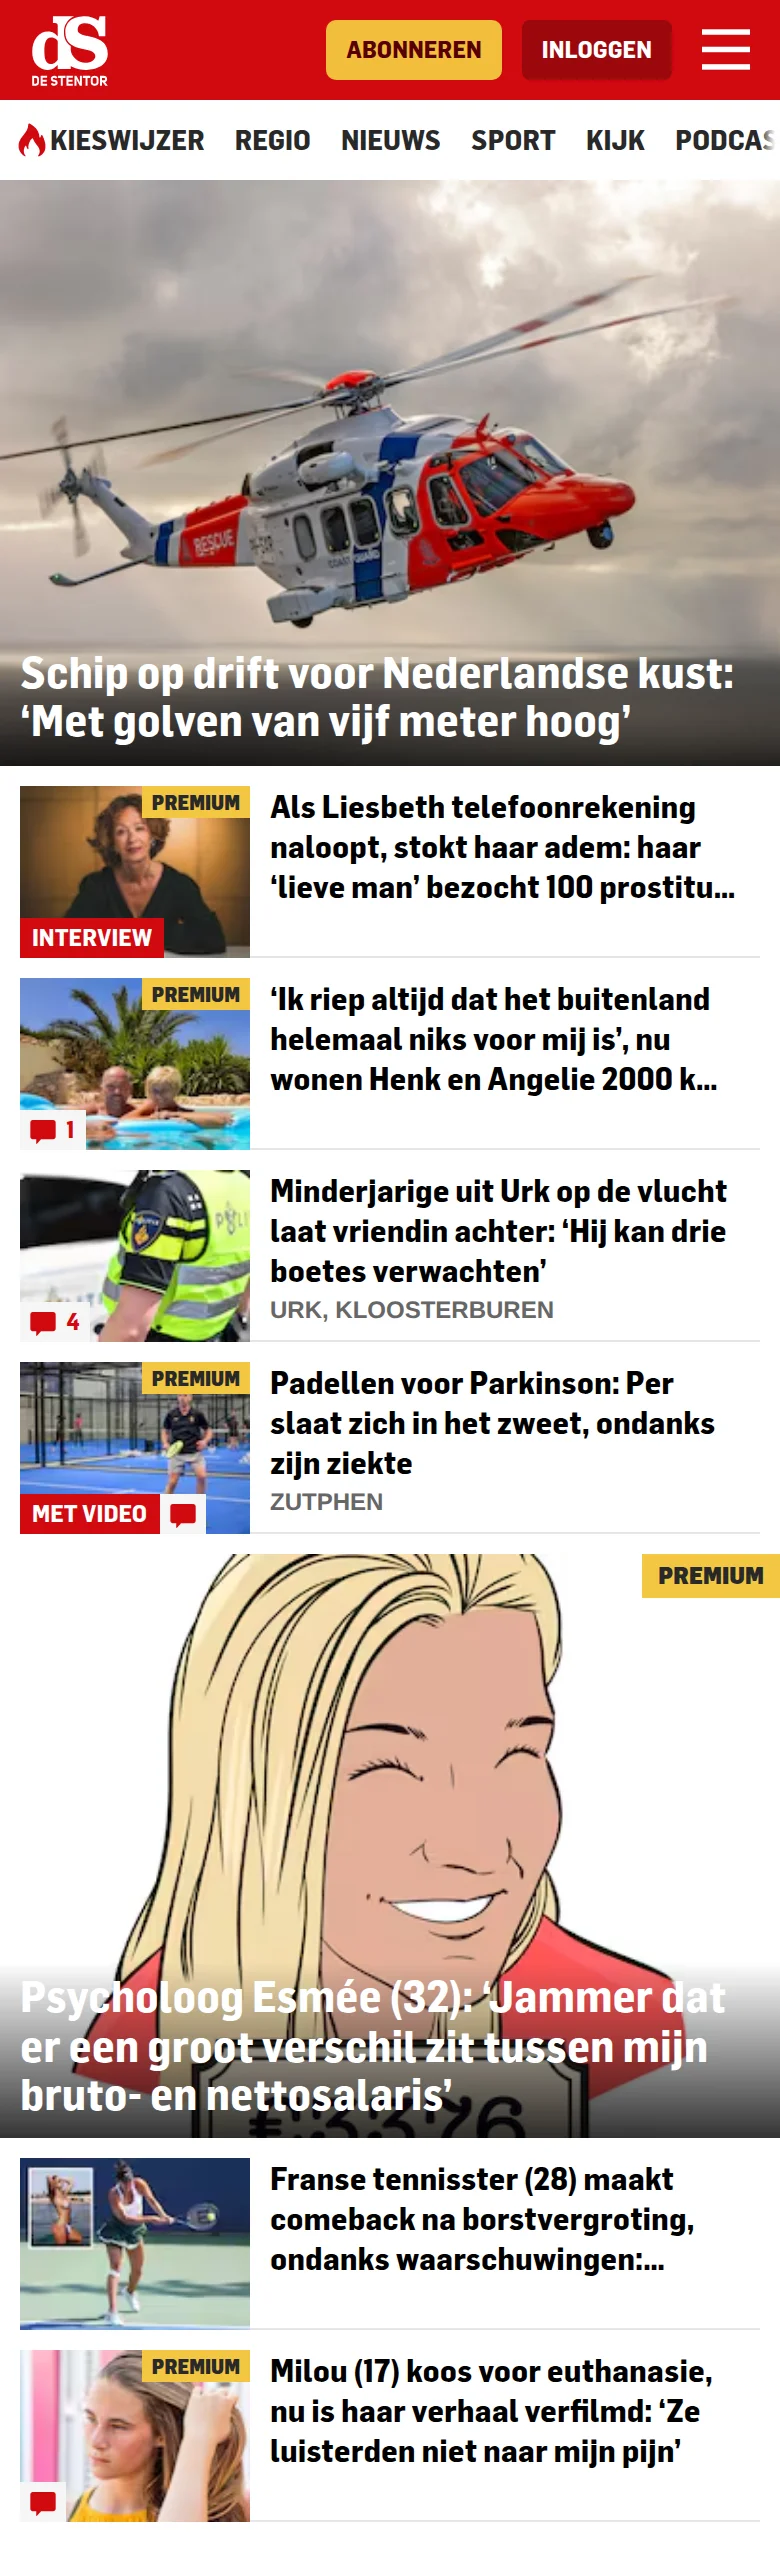 dS
DE STENTOR
ABONNEREN
INLOGGEN
KIESWIJZER REGIO NIEUWS SPORT KIJK PODCAS
RESCUE
COAST GUARD
Schip op drift voor Nederlandse kust:
‘Met golven van vijf meter hoog’
PREMIUM
INTERVIEW
Als Liesbeth telefoonrekening
naloopt, stokt haar adem: haar
‘lieve man’ bezocht 100 prostitu...
PREMIUM
1
‘Ik riep altijd dat het buitenland
helemaal niks voor mij is’, nu
wonen Henk en Angelie 2000 k...
4
Minderjarige uit Urk op de vlucht
laat vriendin achter: ‘Hij kan drie
boetes verwachten’
URK, KLOOSTERBUREN
PREMIUM
MET VIDEO
Padellen voor Parkinson: Per
slaat zich in het zweet, ondanks
zijn ziekte
ZUTPHEN
PREMIUM
Psycholoog Esmée (32): ‘Jammer dat
er een groot verschil zit tussen mijn
bruto- en nettosalaris’
€3376
Franse tennisster (28) maakt
comeback na borstvergroting,
ondanks waarschuwingen:...
PREMIUM
Milou (17) koos voor euthanasie,
nu is haar verhaal verfilmd: ‘Ze
luisterden niet naar mijn pijn’